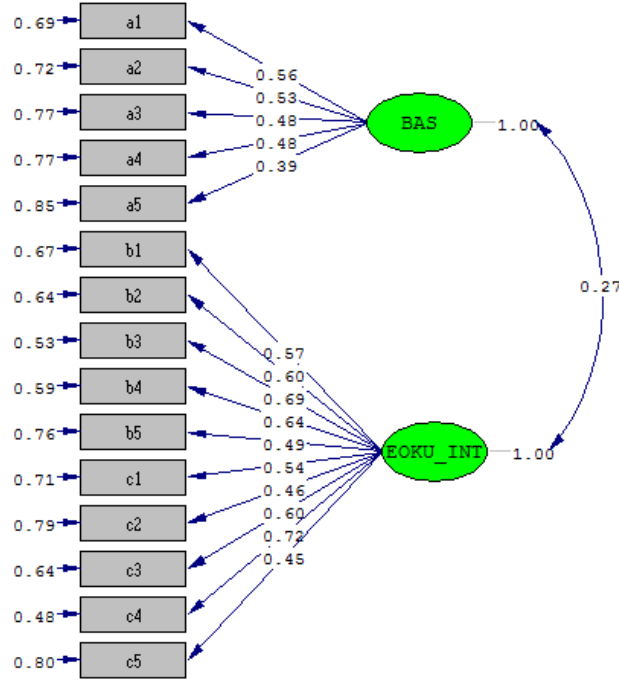 0.69 a1
0.72 a2
0.56
0.53
0.77 a3
0.48
BAS
1.00
0.77 a4
0.48
0.39
0.85 a5
0.67 b1
0.64 b2
0.27
0.53 b3
0.57
0.60
0.59 b4
0.69
0.64
0.76 b5
0.49
EOKU_INT
1.00
0.71 c1
0.54
0.46
0.79 c2
0.60
0.72
0.64 c3
0.45
0.48 c4
0.80 c5